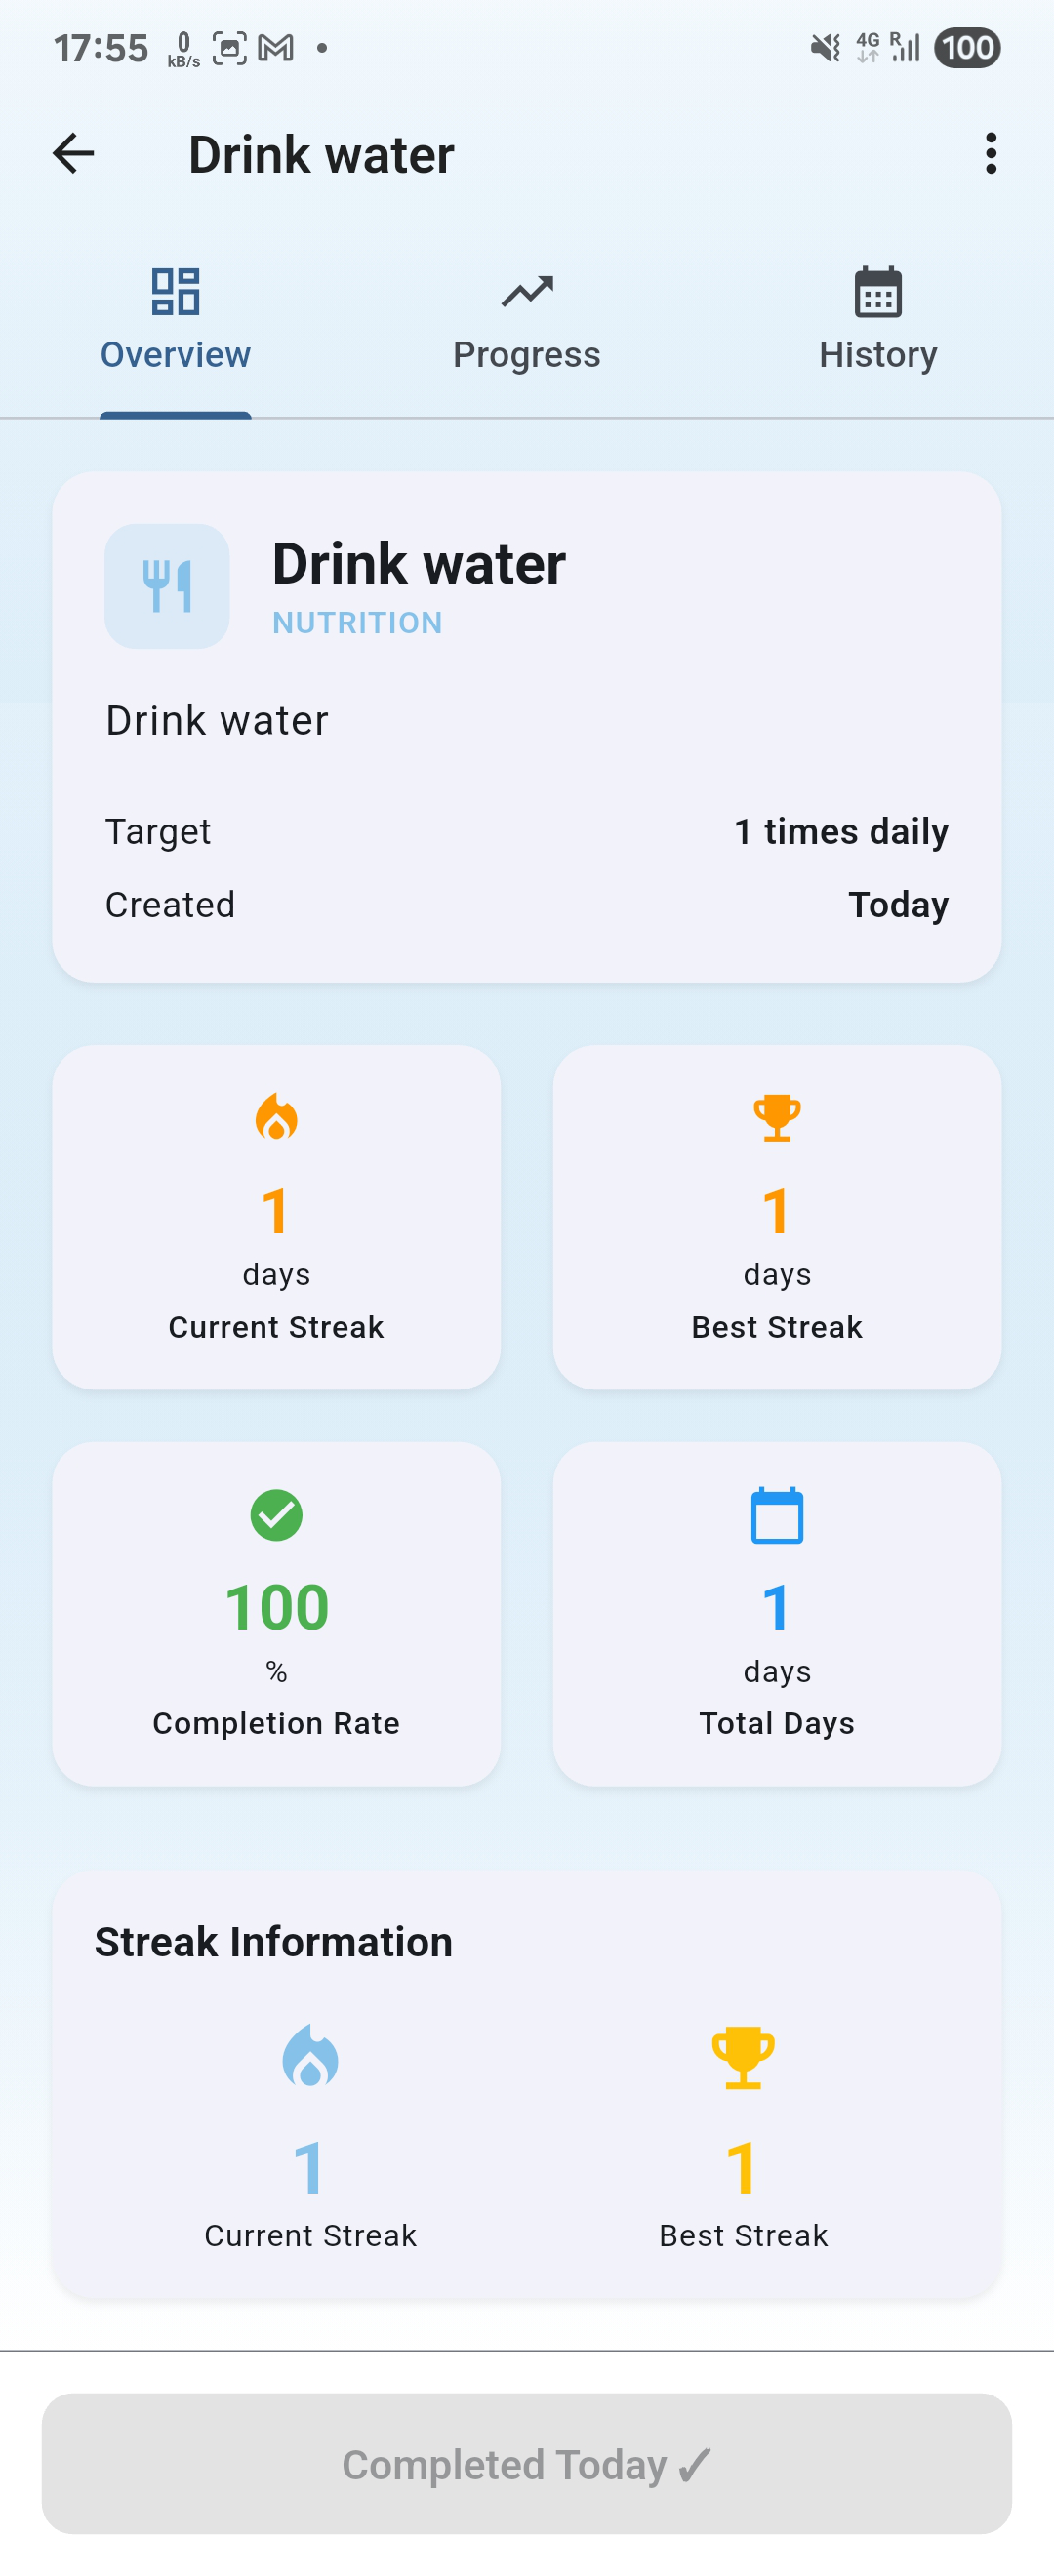 17:55 0 kB/s 4G R 100
Drink water
Overview Progress History
Drink water
NUTRITION
Drink water
Target 1 times daily
Created Today
1 1
days days
Current Streak Best Streak
100 1
% days
Completion Rate Total Days
Streak Information
1 1
Current Streak Best Streak
Completed Today ✓